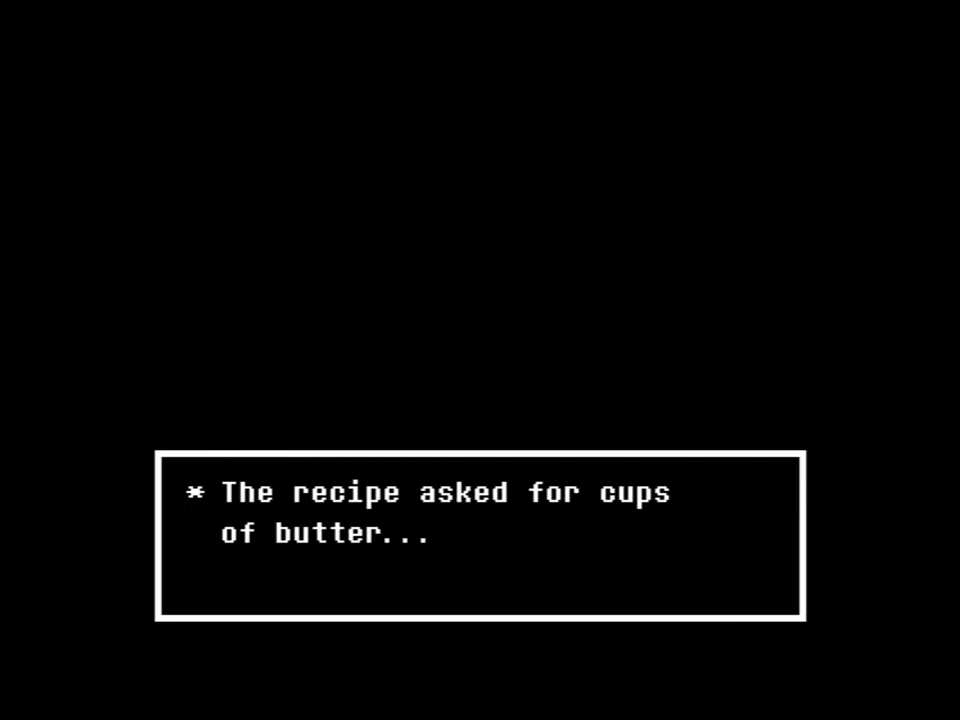 * The recipe asked for cups
of butter...